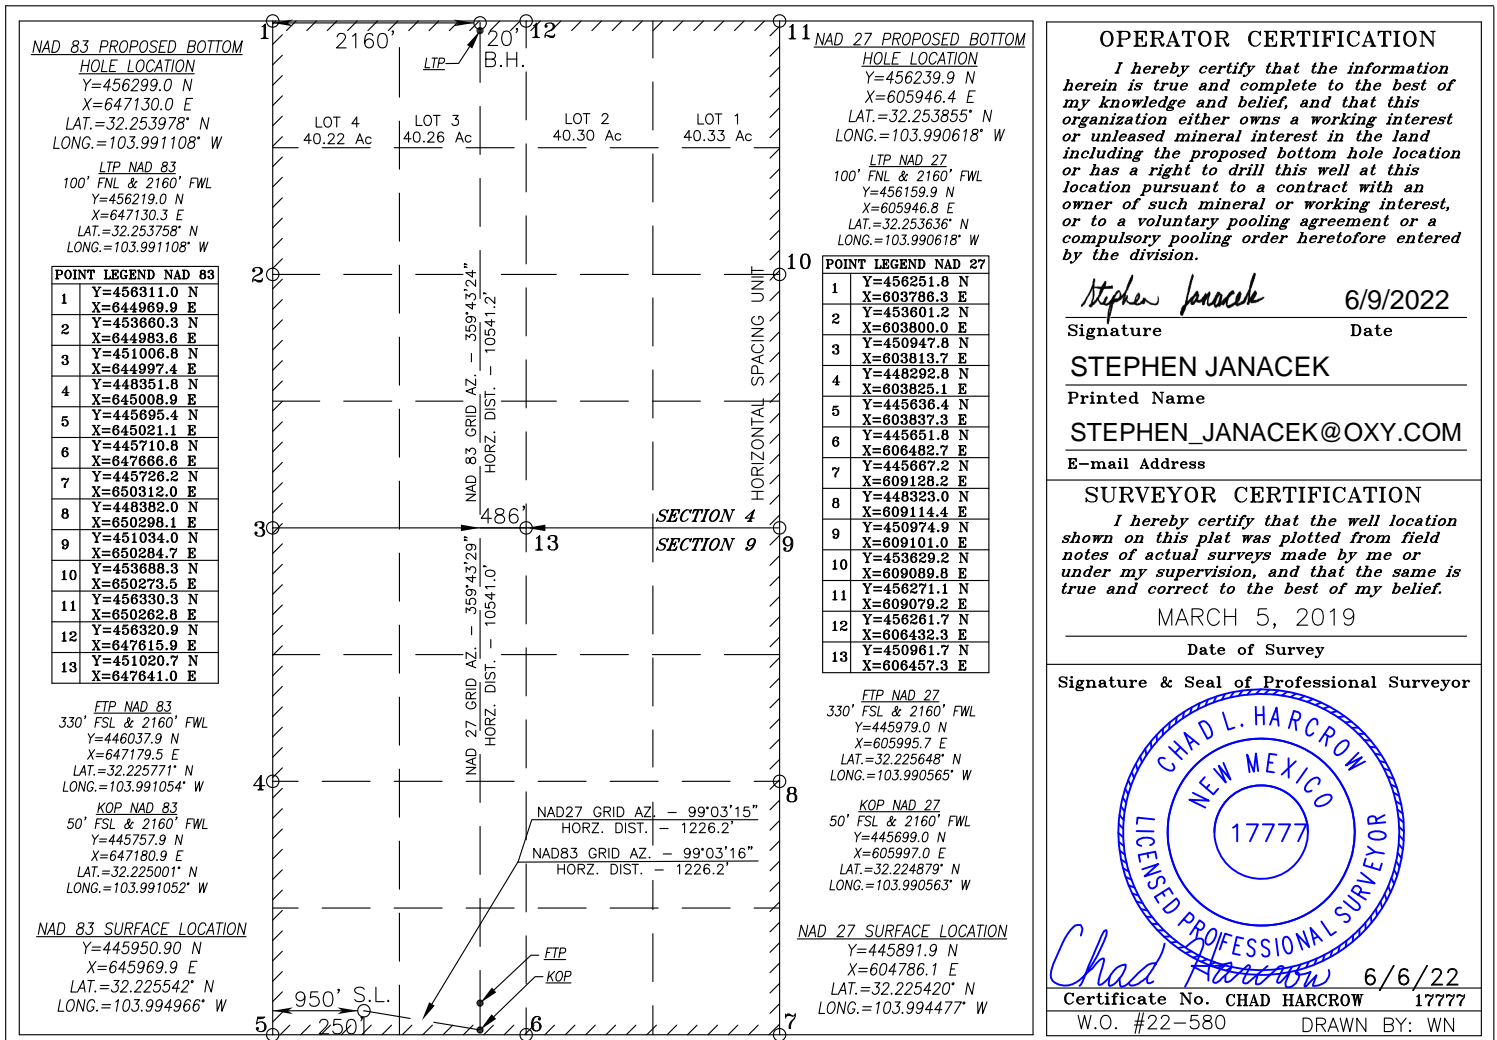 NAD 83 PROPOSED BOTTOM
HOLE LOCATION
Y=456299.0 N
X=647130.0 E
LAT.=32.253978° N
LONG.=103.991108° W
LTP NAD 83
100' FNL & 2160' FWL
Y=456219.0 N
X=647130.3 E
LAT.=32.253758° N
LONG.=103.991108° W
POINT LEGEND NAD 83
1 Y=456311.0 N
X=644969.9 E
2 Y=453660.3 N
X=644983.6 E
3 Y=451006.8 N
X=644997.4 E
4 Y=448351.8 N
X=645008.9 E
5 Y=445695.4 N
X=645021.1 E
6 Y=445710.8 N
X=647666.6 E
7 Y=445726.2 N
X=650312.0 E
8 Y=448382.0 N
X=650298.1 E
9 Y=451034.0 N
X=650284.7 E
10 Y=453688.3 N
X=650273.5 E
11 Y=456330.3 N
X=650262.8 E
12 Y=456320.9 N
X=647615.9 E
13 Y=451020.7 N
X=647641.0 E
FTP NAD 83
330' FSL & 2160' FWL
Y=446037.9 N
X=647179.5 E
LAT.=32.225771° N
LONG.=103.991054° W
KOP NAD 83
50' FSL & 2160' FWL
Y=445757.9 N
X=647180.9 E
LAT.=32.225001° N
LONG.=103.991052° W
NAD 83 SURFACE LOCATION
Y=445950.90 N
X=645969.9 E
LAT.=32.225542° N
LONG.=103.994966° W
1
2160'
20'
B.H.
12
11
LTP
LOT 4
40.22 Ac
LOT 3
40.26 Ac
LOT 2
40.30 Ac
LOT 1
40.33 Ac
2
10
NAD 83 GRID AZ. - 359°43'24"
HORZ. DIST. - 10541.2'
HORIZONTAL SPACING UNIT
486'
SECTION 4
SECTION 9
3
13
9
NAD 27 GRID AZ. - 359°43'29"
HORZ. DIST. - 10541.0'
4
8
NAD27 GRID AZ. - 99°03'15"
HORZ. DIST. - 1226.2'
NAD83 GRID AZ. - 99°03'16"
HORZ. DIST. - 1226.2'
FTP
KOP
950'
S.L.
250'
5
6
7
NAD 27 PROPOSED BOTTOM
HOLE LOCATION
Y=456239.9 N
X=605946.4 E
LAT.=32.253855° N
LONG.=103.990618° W
LTP NAD 27
100' FNL & 2160' FWL
Y=456159.9 N
X=605946.8 E
LAT.=32.253636° N
LONG.=103.990618° W
POINT LEGEND NAD 27
1 Y=456251.8 N
X=603786.3 E
2 Y=453601.2 N
X=603800.0 E
3 Y=450947.8 N
X=603813.7 E
4 Y=448292.8 N
X=603825.1 E
5 Y=445636.4 N
X=603837.3 E
6 Y=445651.8 N
X=606482.7 E
7 Y=445667.2 N
X=609128.2 E
8 Y=448323.0 N
X=609114.4 E
9 Y=450974.9 N
X=609101.0 E
10 Y=453629.2 N
X=609089.8 E
11 Y=456271.1 N
X=609079.2 E
12 Y=456261.7 N
X=606432.3 E
13 Y=450961.7 N
X=606457.3 E
FTP NAD 27
330' FSL & 2160' FWL
Y=445979.0 N
X=605995.7 E
LAT.=32.225648° N
LONG.=103.990565° W
KOP NAD 27
50' FSL & 2160' FWL
Y=445699.0 N
X=605997.0 E
LAT.=32.224879° N
LONG.=103.990563° W
NAD 27 SURFACE LOCATION
Y=445891.9 N
X=604786.1 E
LAT.=32.225420° N
LONG.=103.994477° W
OPERATOR CERTIFICATION
I hereby certify that the information
herein is true and complete to the best of
my knowledge and belief, and that this
organization either owns a working interest
or unleased mineral interest in the land
including the proposed bottom hole location
or has a right to drill this well at this
location pursuant to a contract with an
owner of such mineral or working interest,
or to a voluntary pooling agreement or a
compulsory pooling order heretofore entered
by the division.
Stephen Janacek 6/9/2022
Signature Date
STEPHEN JANACEK
Printed Name
STEPHEN_JANACEK@OXY.COM
E-mail Address
SURVEYOR CERTIFICATION
I hereby certify that the well location
shown on this plat was plotted from field
notes of actual surveys made by me or
under my supervision, and that the same is
true and correct to the best of my belief.
MARCH 5, 2019
Date of Survey
Signature & Seal of Professional Surveyor
CHAD L. HARCROW
NEW MEXICO
17777
LICENSED PROFESSIONAL SURVEYOR
Chad Harcrow 6/6/22
Certificate No. CHAD HARCROW 17777
W.O. #22-580 DRAWN BY: WN